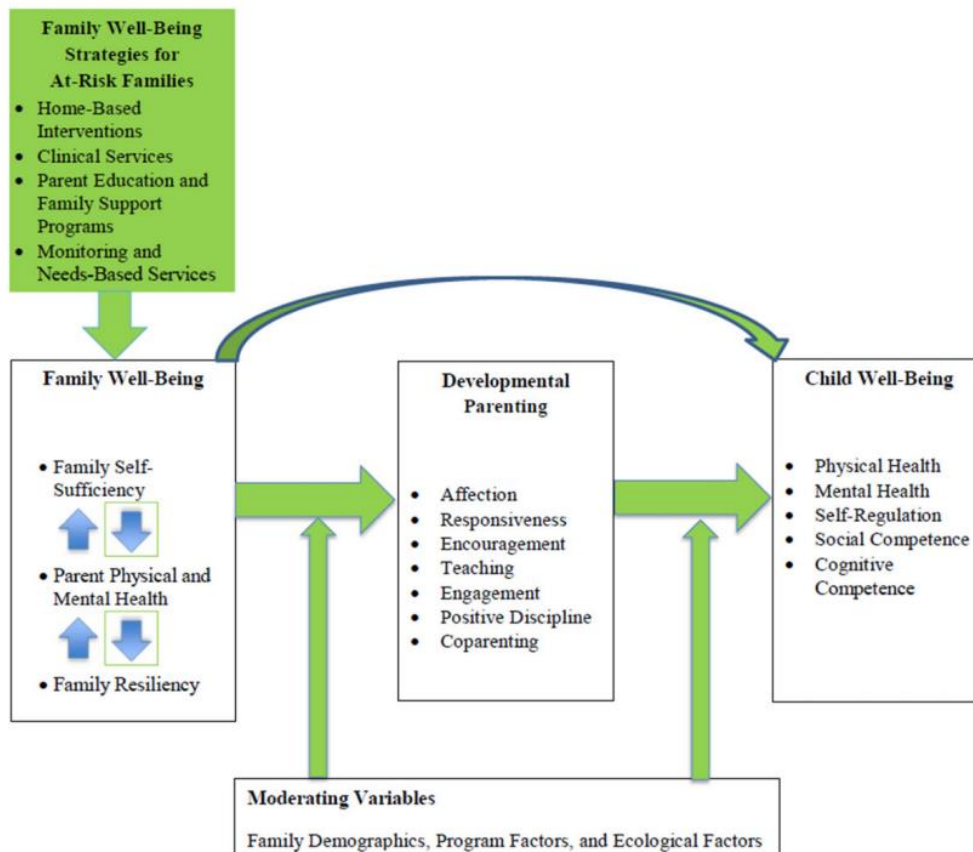 Family Well-Being
Strategies for
At-Risk Families
• Home-Based
Interventions
• Clinical Services
• Parent Education and
Family Support
Programs
• Monitoring and
Needs-Based Services
Family Well-Being
• Family Self-
Sufficiency
• Parent Physical and
Mental Health
• Family Resiliency
Developmental
Parenting
• Affection
• Responsiveness
• Encouragement
• Teaching
• Engagement
• Positive Discipline
• Coparenting
Child Well-Being
• Physical Health
• Mental Health
• Self-Regulation
• Social Competence
• Cognitive
Competence
Moderating Variables
Family Demographics, Program Factors, and Ecological Factors